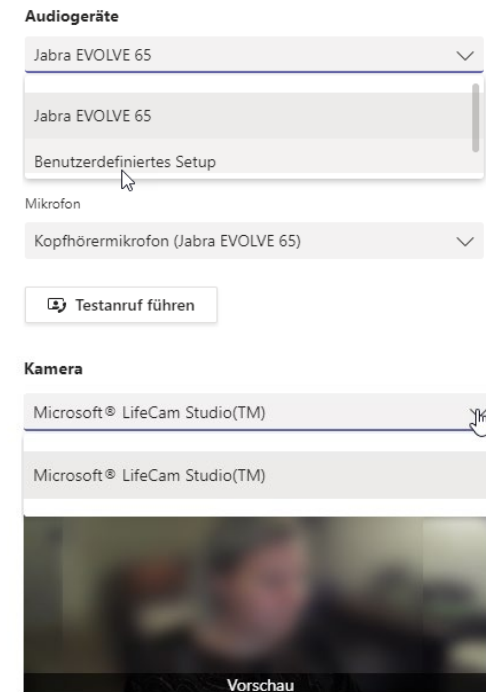 Audiogeräte
Jabra EVOLVE 65
Jabra EVOLVE 65
Benutzerdefiniertes Setup
Mikrofon
Kopfhörermikrofon (Jabra EVOLVE 65)
Testanruf führen
Kamera
Microsoft® LifeCam Studio(TM)
Microsoft® LifeCam Studio(TM)
Vorschau